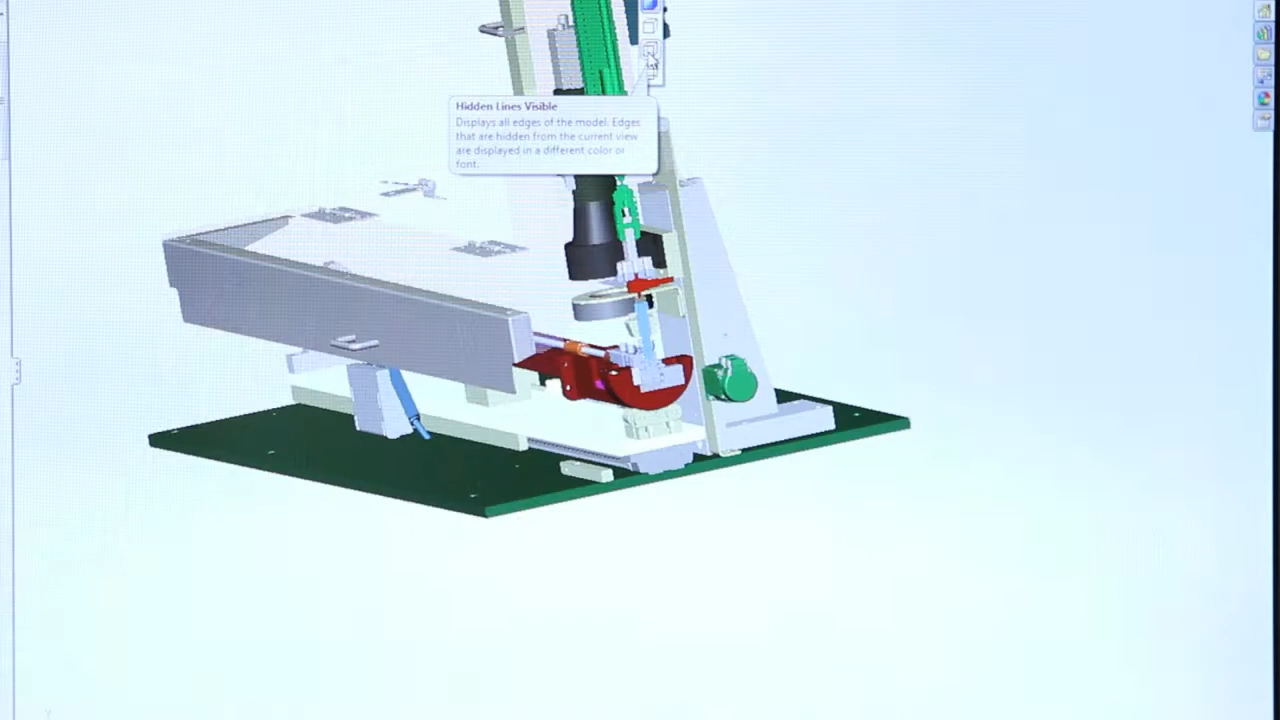 Hidden Lines Visible
Displays all edges of the model. Edges
that are hidden from the current view
are displayed in a different color or
font.